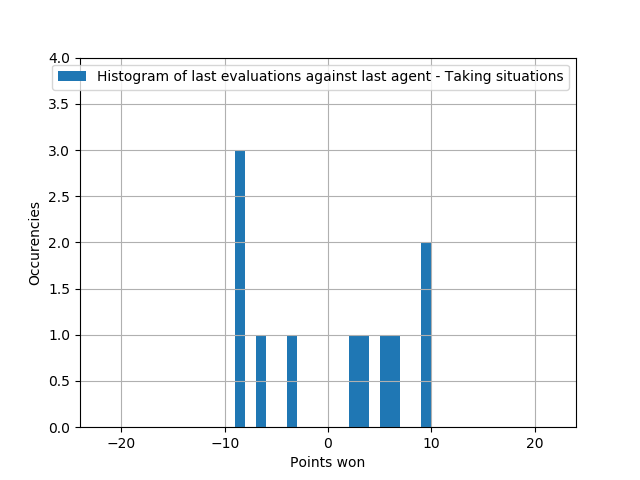 Histogram of last evaluations against last agent - Taking situations
4.0
3.5
3.0
2.5
2.0
1.5
1.0
0.5
0.0
Occurencies
−20 −10 0 10 20
Points won